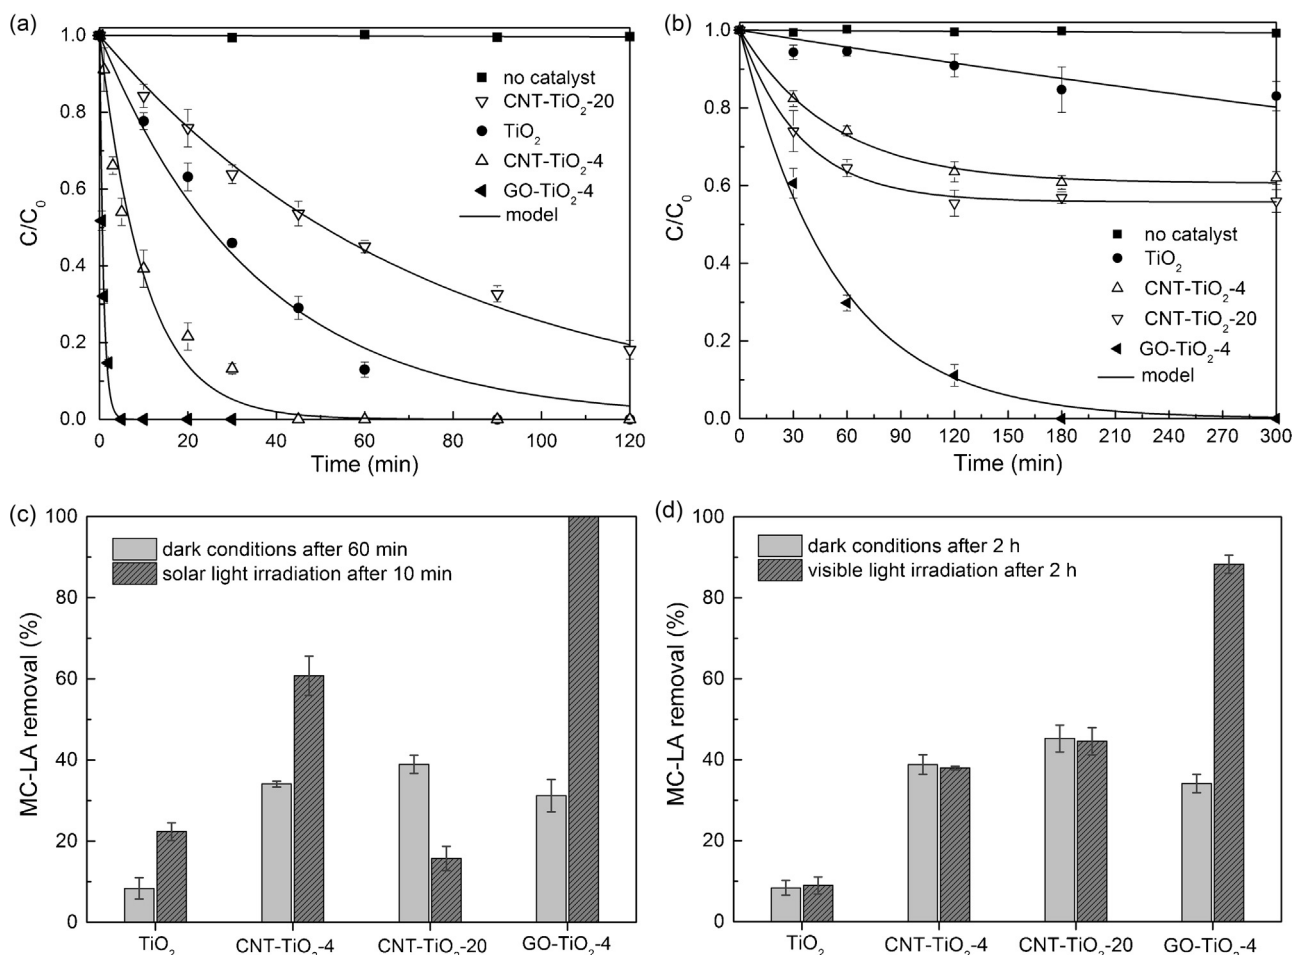 (a)
1.0
0.8
0.6
0.4
0.2
0.0
C/C₀
no catalyst
CNT-TiO₂-20
TiO₂
CNT-TiO₂-4
GO-TiO₂-4
model
0 20 40 60 80 100 120
Time (min)
(b)
1.0
0.8
0.6
0.4
0.2
0.0
C/C₀
no catalyst
TiO₂
CNT-TiO₂-4
CNT-TiO₂-20
GO-TiO₂-4
model
0 30 60 90 120 150 180 210 240 270 300
Time (min)
(c)
100
80
60
40
20
0
MC-LA removal (%)
dark conditions after 60 min
solar light irradiation after 10 min
TiO₂ CNT-TiO₂-4 CNT-TiO₂-20 GO-TiO₂-4
(d)
100
80
60
40
20
0
MC-LA removal (%)
dark conditions after 2 h
visible light irradiation after 2 h
TiO₂ CNT-TiO₂-4 CNT-TiO₂-20 GO-TiO₂-4